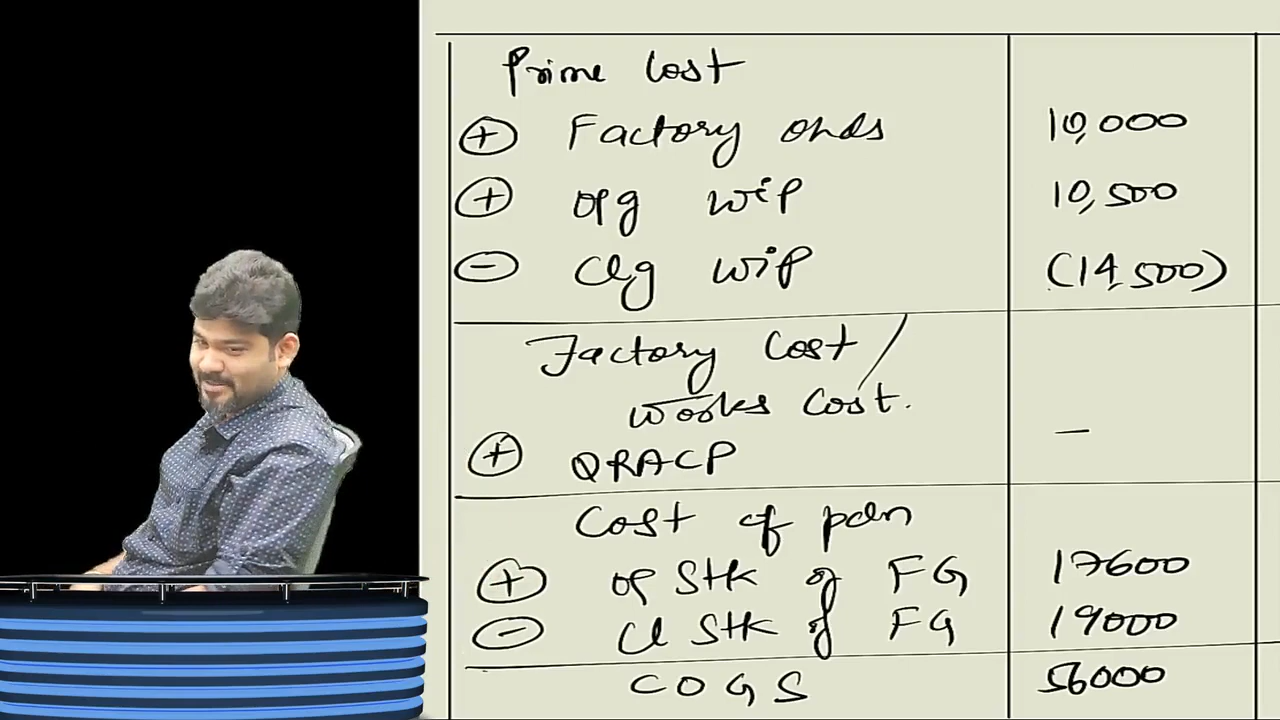 Prime Cost
+ Factory ohds 10,000
+ opg wip 10,500
- Clg wip (14,500)
Factory Cost /
works Cost.
+ QRACP —
Cost of pdn
+ op Stk of FG 17600
- Cl Stk of FG 19000
COGS 56000